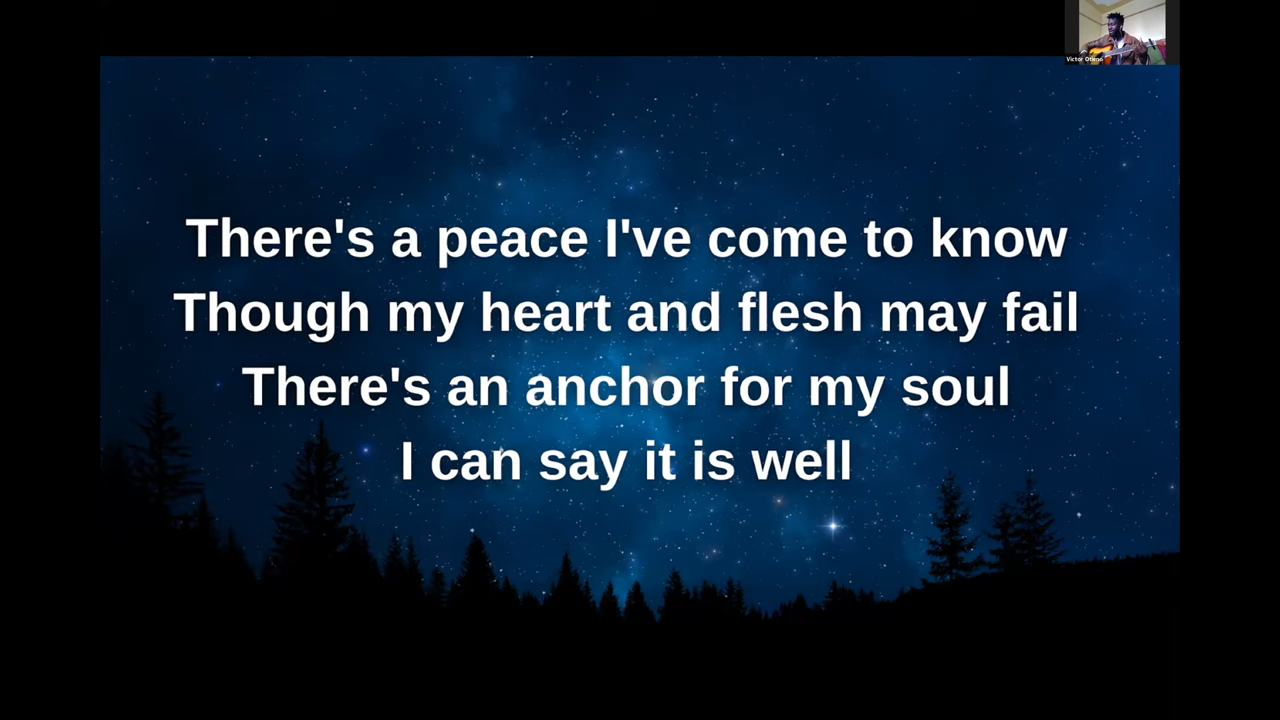 Victor Otieno
There's a peace I've come to know
Though my heart and flesh may fail
There's an anchor for my soul
I can say it is well